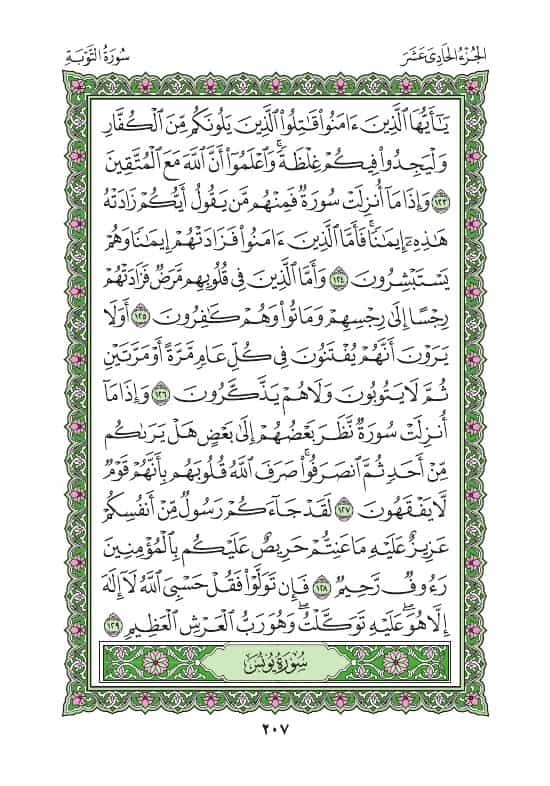 الجُزْءُ الحَادِي عَشَرَ
سُورَةُ التَّوْبَةِ
يَـٰٓأَيُّهَا ٱلَّذِينَ ءَامَنُوا۟ قَـٰتِلُوا۟ ٱلَّذِينَ يَلُونَكُم مِّنَ ٱلْكُفَّارِ
وَلْيَجِدُوا۟ فِيكُمْ غِلْظَةً ۚ وَٱعْلَمُوٓا۟ أَنَّ ٱللَّهَ مَعَ ٱلْمُتَّقِينَ
١٢٣ وَإِذَا مَآ أُنزِلَتْ سُورَةٌ فَمِنْهُم مَّن يَقُولُ أَيُّكُمْ زَادَتْهُ
هَـٰذِهِۦٓ إِيمَـٰنًا ۚ فَأَمَّا ٱلَّذِينَ ءَامَنُوا۟ فَزَادَتْهُمْ إِيمَـٰنًا وَهُمْ
يَسْتَبْشِرُونَ ١٢٤ وَأَمَّا ٱلَّذِينَ فِى قُلُوبِهِم مَّرَضٌ فَزَادَتْهُمْ
رِجْسًا إِلَىٰ رِجْسِهِمْ وَمَاتُوا۟ وَهُمْ كَـٰفِرُونَ ١٢٥ أَوَلَا
يَرَوْنَ أَنَّهُمْ يُفْتَنُونَ فِى كُلِّ عَامٍ مَّرَّةً أَوْ مَرَّتَيْنِ
ثُمَّ لَا يَتُوبُونَ وَلَا هُمْ يَذَّكَّرُونَ ١٢٦ وَإِذَا مَآ
أُنزِلَتْ سُورَةٌ نَّظَرَ بَعْضُهُمْ إِلَىٰ بَعْضٍ هَلْ يَرَىٰكُم
مِّنْ أَحَدٍ ثُمَّ ٱنصَرَفُوا۟ ۚ صَرَفَ ٱللَّهُ قُلُوبَهُم بِأَنَّهُمْ قَوْمٌ
لَّا يَفْقَهُونَ ١٢٧ لَقَدْ جَآءَكُمْ رَسُولٌ مِّنْ أَنفُسِكُمْ
عَزِيزٌ عَلَيْهِ مَا عَنِتُّمْ حَرِيصٌ عَلَيْكُم بِٱلْمُؤْمِنِينَ
رَءُوفٌ رَّحِيمٌ ١٢٨ فَإِن تَوَلَّوْا۟ فَقُلْ حَسْبِىَ ٱللَّهُ لَآ إِلَـٰهَ
إِلَّا هُوَ ۖ عَلَيْهِ تَوَكَّلْتُ ۖ وَهُوَ رَبُّ ٱلْعَرْشِ ٱلْعَظِيمِ ١٢٩
سُورَةُ يُونُسَ
٢٠٧